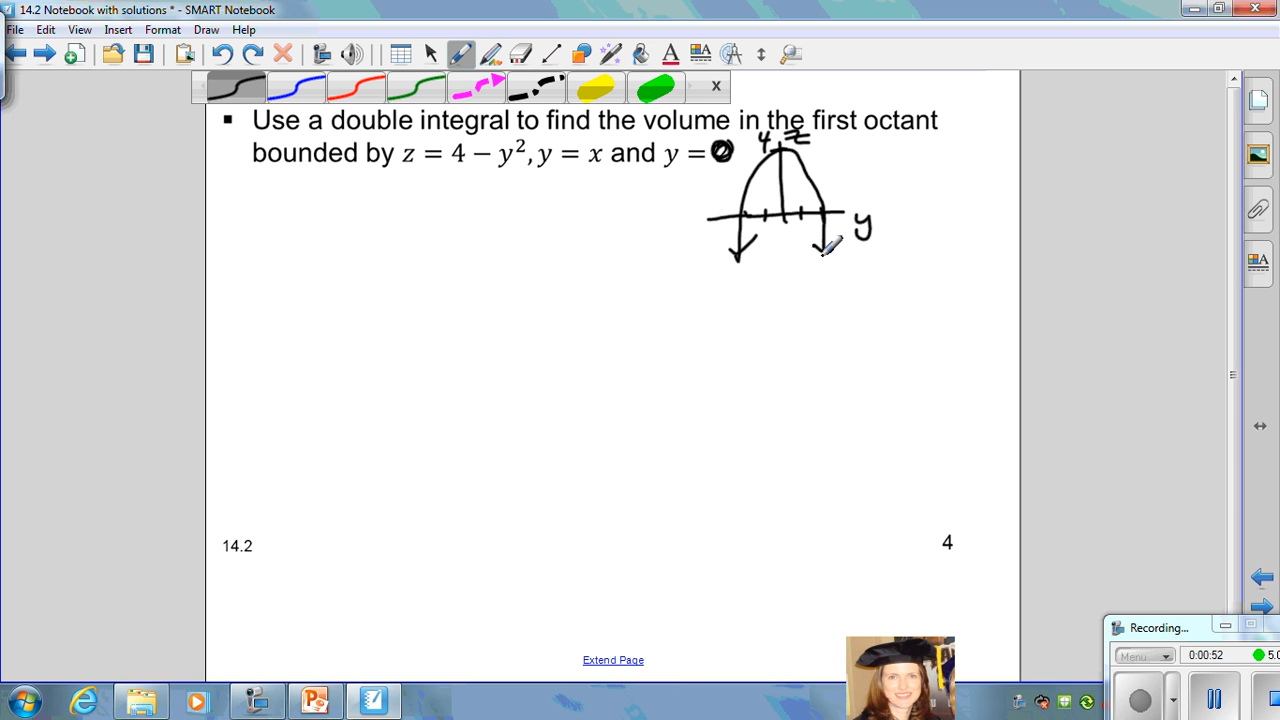 14.2 Notebook with solutions * - SMART Notebook
File Edit View Insert Format Draw Help
x
▪ Use a double integral to find the volume in the first octant
bounded by z = 4 − y², y = x and y = 0
4 z
y
14.2
4
Extend Page
Recording...
Menu 0:00:52 5.0